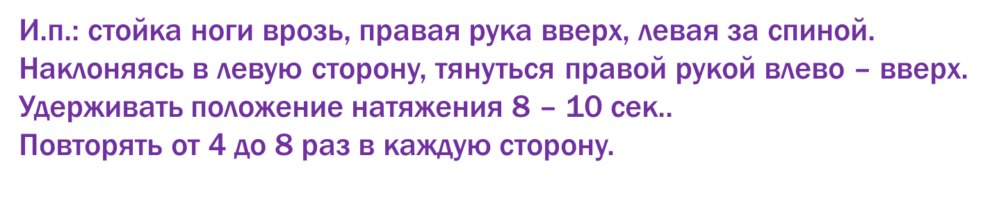 И.п.: стойка ноги врозь, правая рука вверх, левая за спиной.
Наклоняясь в левую сторону, тянуться правой рукой влево – вверх.
Удерживать положение натяжения 8 – 10 сек..
Повторять от 4 до 8 раз в каждую сторону.